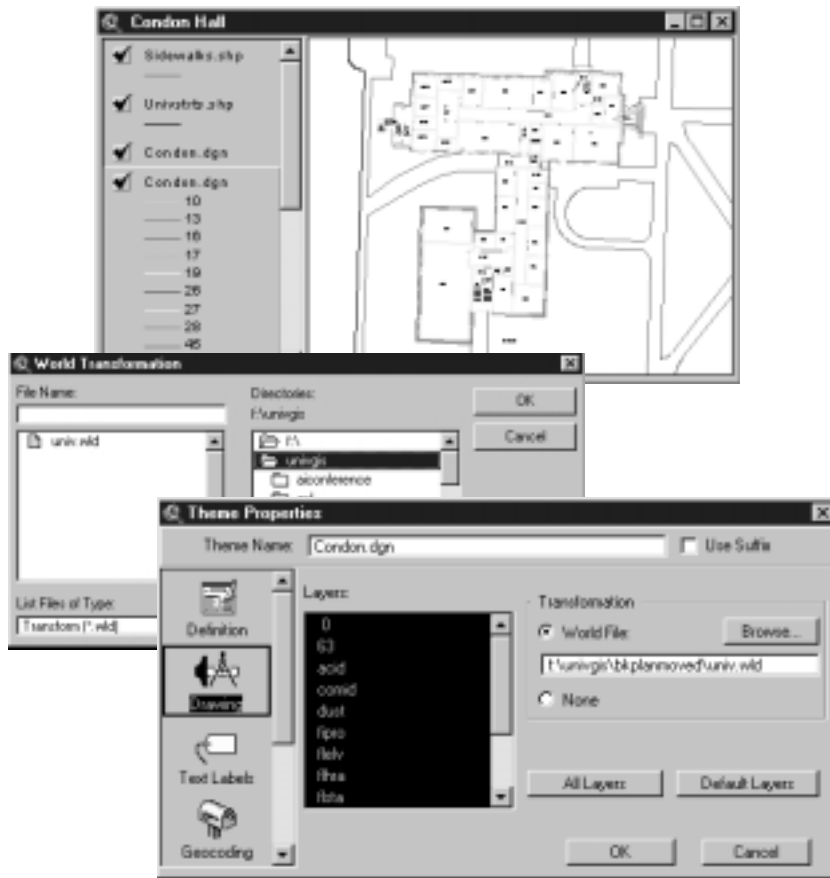 Condon Hall
Sidewalks.shp
Univstrts.shp
Condon.dgn
Condon.dgn
10
13
16
17
19
26
27
28
46
World Transformation
File Name:
Directories:
f:\univgis
OK
Cancel
univ.wld
f:\
univgis
aiconference
List Files of Type:
Transform (*.wld)
Theme Properties
Theme Name:
Condon.dgn
Use Suffix
Definition
Drawing
Text Labels
Geocoding
Layers:
0
63
acid
comid
dust
fipro
flelv
flhra
flsta
Transformation
World File:
Browse...
f:\univgis\bkplanmoved\univ.wld
None
All Layers
Default Layers
OK
Cancel